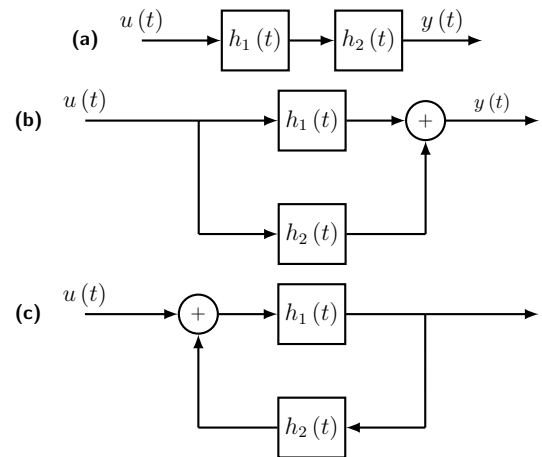 (a) u (t) h₁ (t) h₂ (t) y (t)
(b) u (t) h₁ (t) + y (t)
h₂ (t)
(c) u (t) + h₁ (t)
h₂ (t)